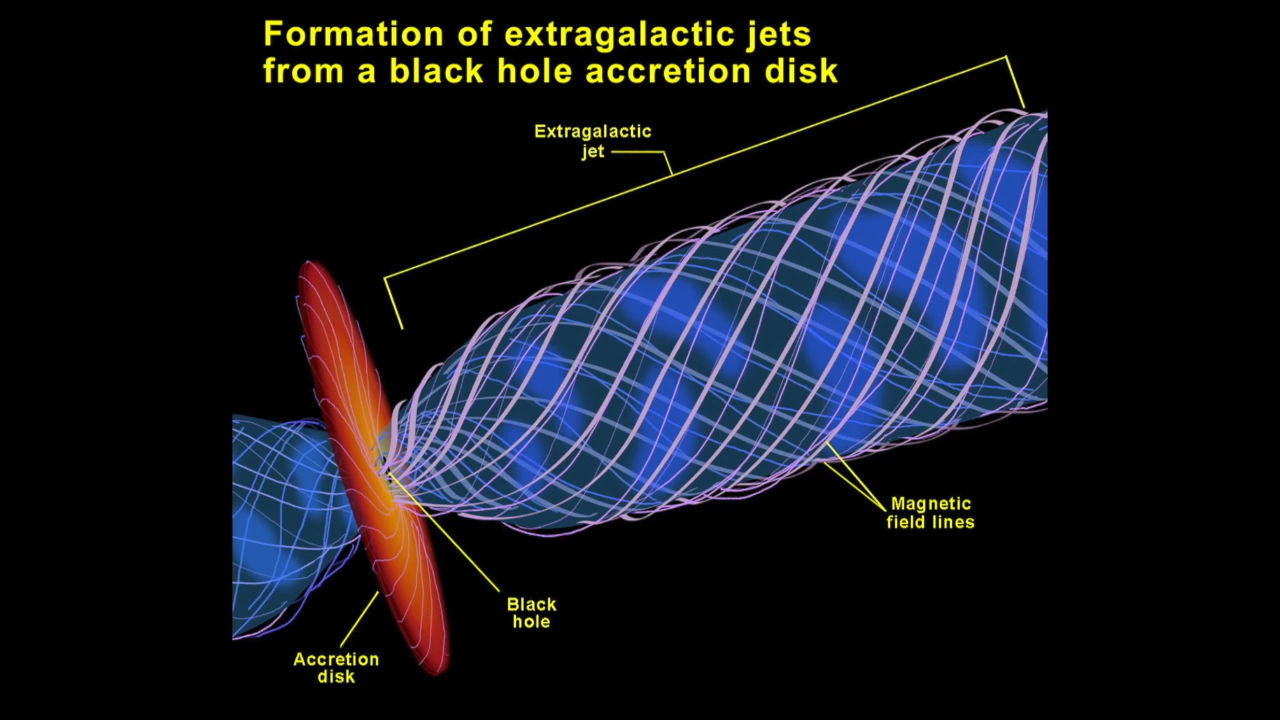 Formation of extragalactic jets
from a black hole accretion disk
Extragalactic
jet
Magnetic
field lines
Black
hole
Accretion
disk